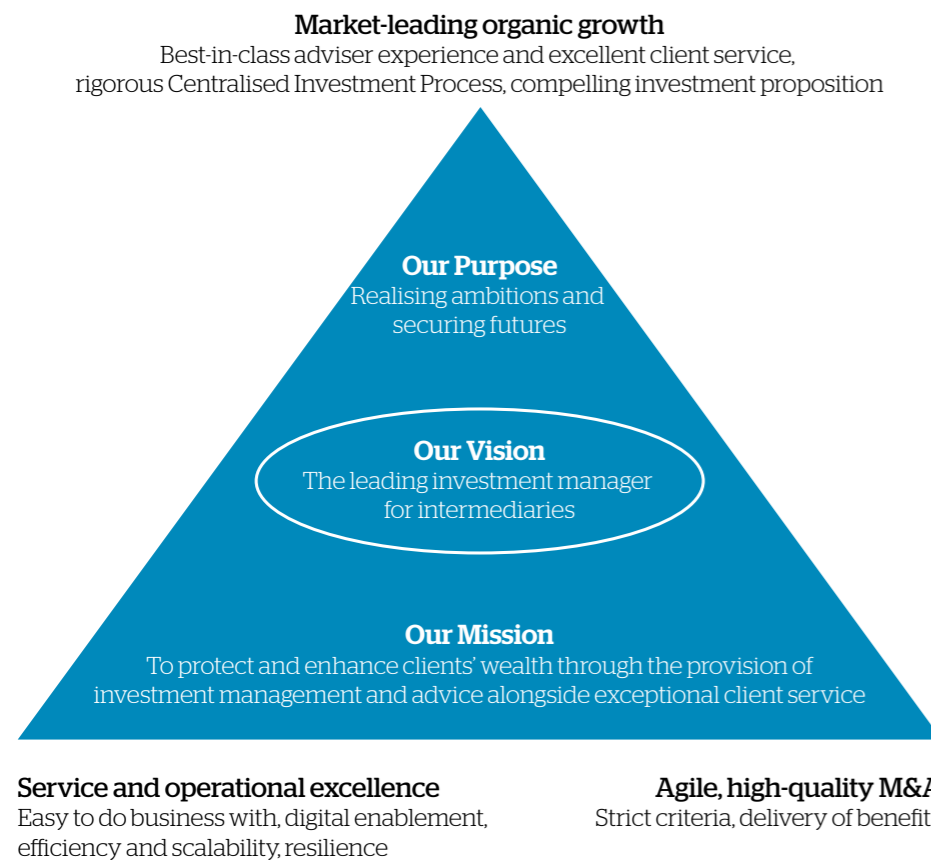 Market-leading organic growth
Best-in-class adviser experience and excellent client service,
rigorous Centralised Investment Process, compelling investment proposition
Our Purpose
Realising ambitions and
securing futures
Our Vision
The leading investment manager
for intermediaries
Our Mission
To protect and enhance clients’ wealth through the provision of
investment management and advice alongside exceptional client service
Service and operational excellence
Easy to do business with, digital enablement,
efficiency and scalability, resilience
Agile, high-quality M&A
Strict criteria, delivery of benefit